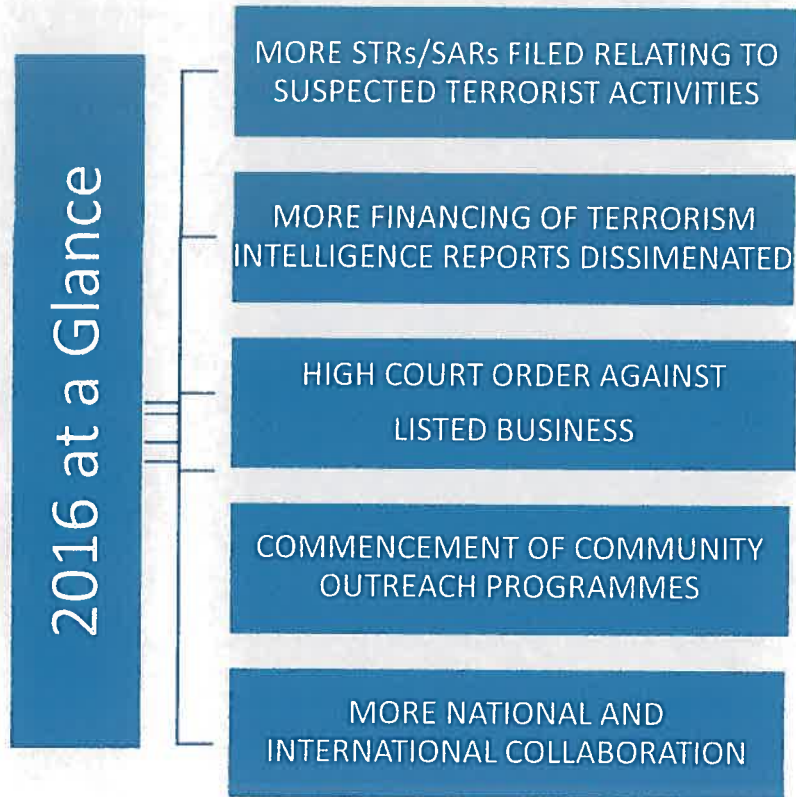 2016 at a Glance
MORE STRs/SARs FILED RELATING TO
SUSPECTED TERRORIST ACTIVITIES
MORE FINANCING OF TERRORISM
INTELLIGENCE REPORTS DISSIMENATED
HIGH COURT ORDER AGAINST
LISTED BUSINESS
COMMENCEMENT OF COMMUNITY
OUTREACH PROGRAMMES
MORE NATIONAL AND
INTERNATIONAL COLLABORATION